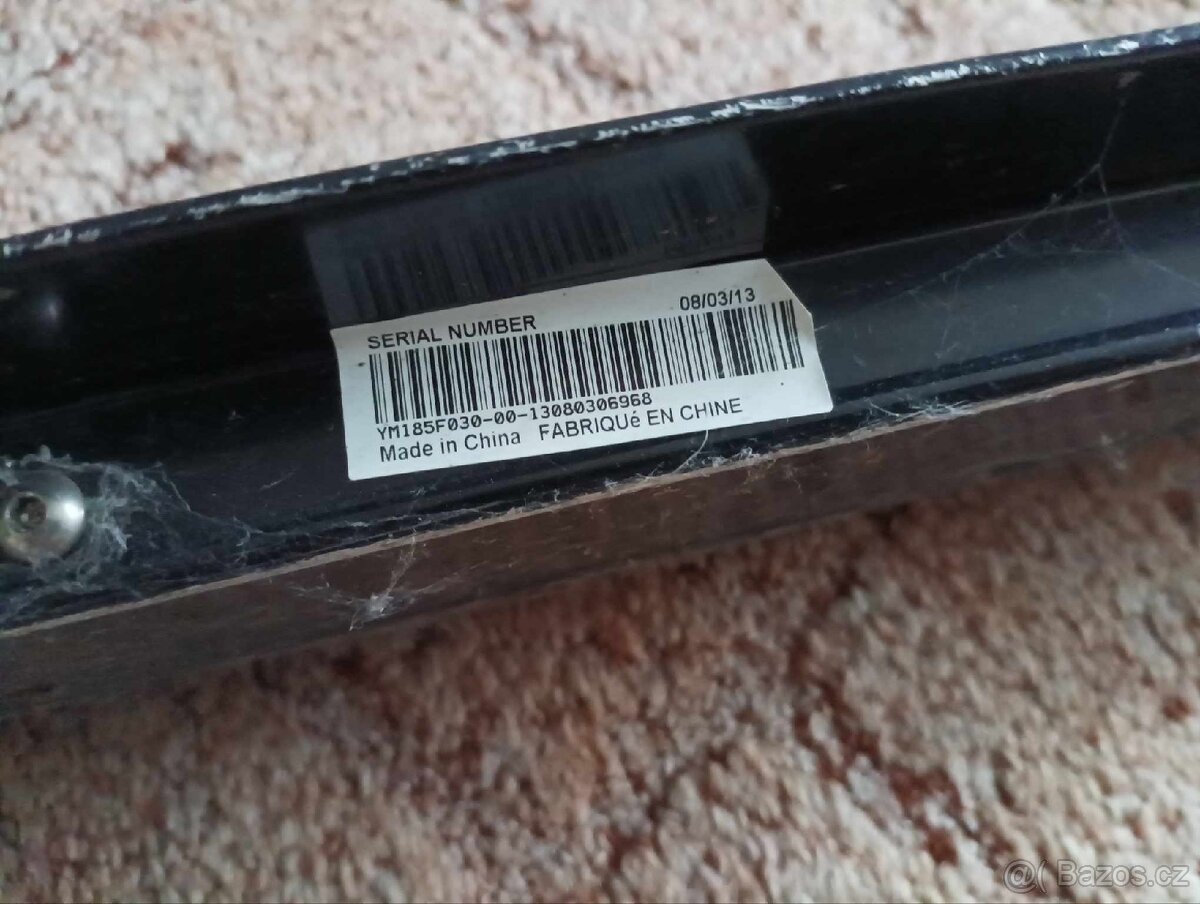 SERIAL NUMBER 08/03/13
YM185F030-00-13080306968
Made in China FABRIQUé EN CHINE
@( Bazos.cz